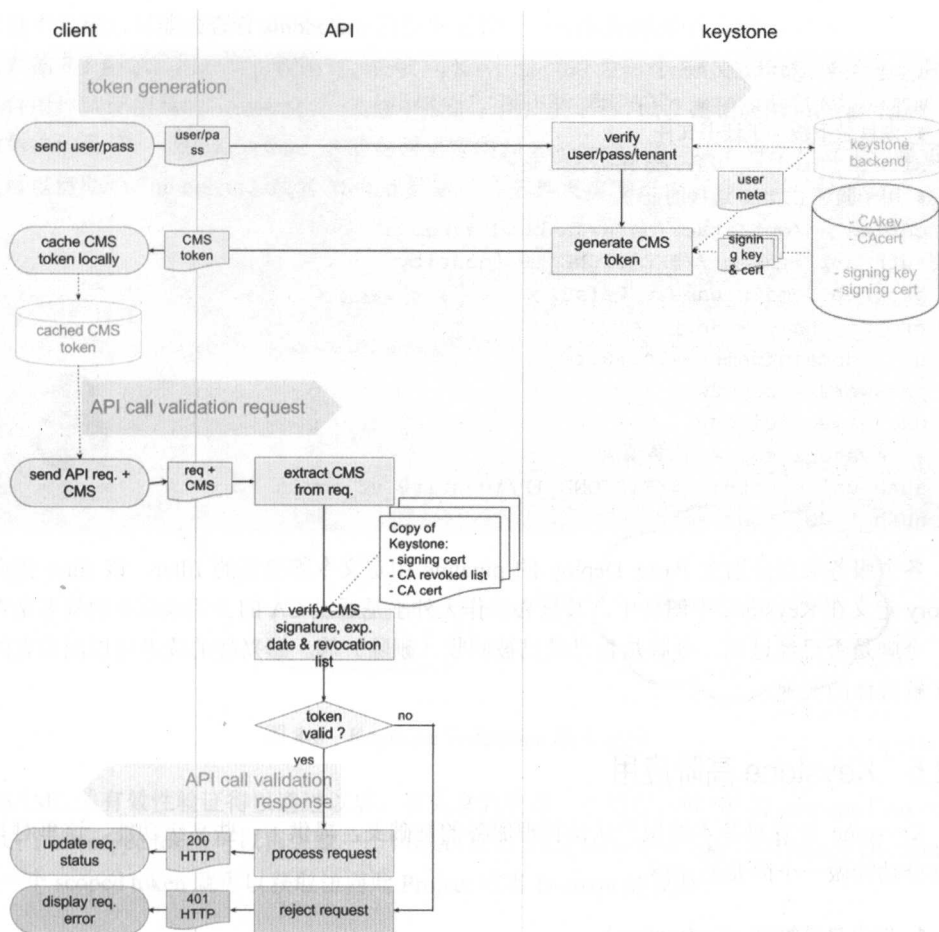 client
API
keystone
token generation
send user/pass
user/pa
ss
verify
user/pass/tenant
keystone
backend
user
meta
cache CMS
token locally
CMS
token
generate CMS
token
signin
g key
& cert
- CAkey
- CAcert
- signing key
- signing cert
cached CMS
token
API call validation request
send API req. +
CMS
req +
CMS
extract CMS
from req.
Copy of
Keystone:
- signing cert
- CA revoked list
- CA cert
verify CMS
signature, exp.
date & revocation
list
token
valid ?
no
yes
API call validation
response
update req.
status
200
HTTP
process request
display req.
error
401
HTTP
reject request